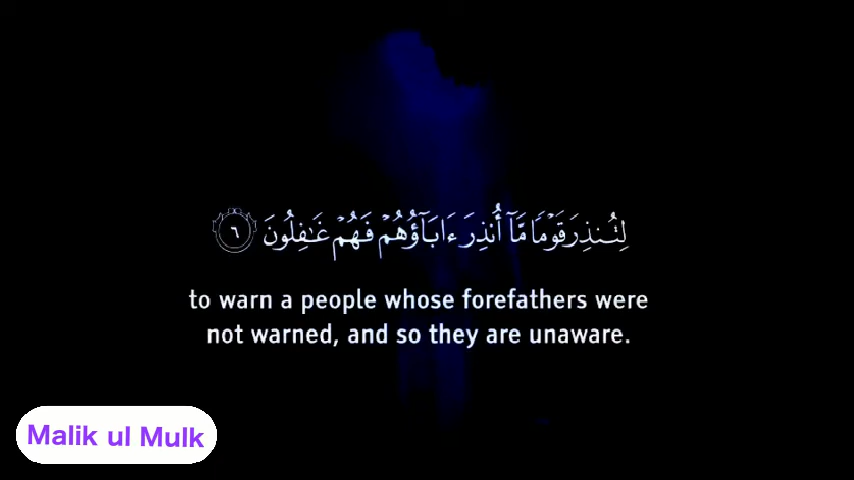 لِتُنذِرَ قَوْمًا مَّآ أُنذِرَ ءَابَآؤُهُمْ فَهُمْ غَـٰفِلُونَ ٦
to warn a people whose forefathers were
not warned, and so they are unaware.
Malik ul Mulk